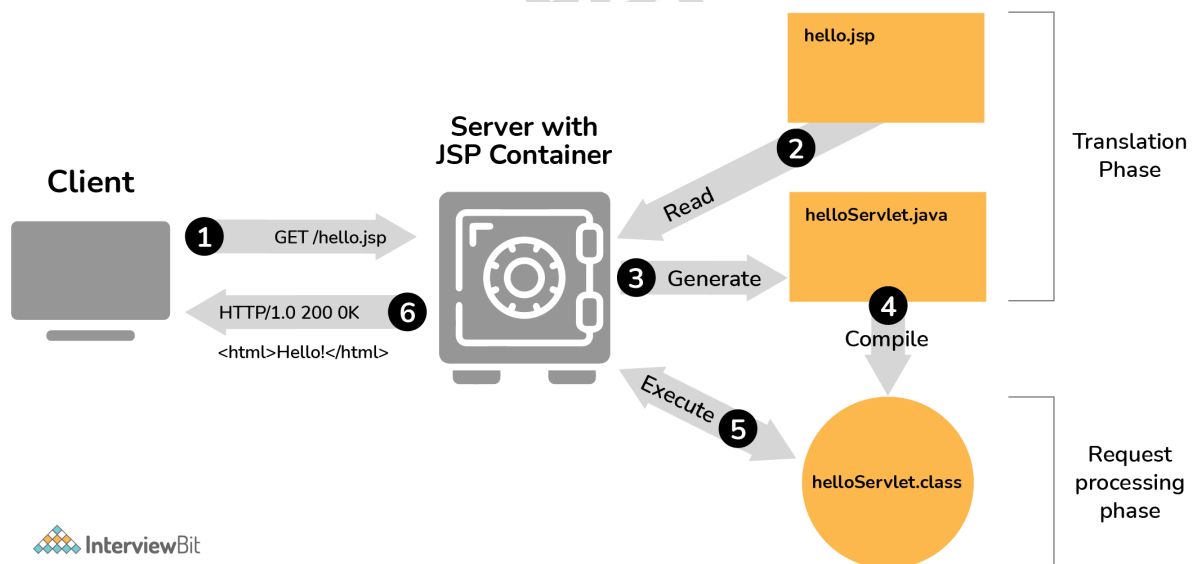 hello.jsp
Server with
JSP Container
Translation
Phase
Client
2
Read
helloServlet.java
1
GET /hello.jsp
3
Generate
HTTP/1.0 200 0K
6
4
Compile
<html>Hello!</html>
Execute
5
Request
processing
phase
helloServlet.class
InterviewBit